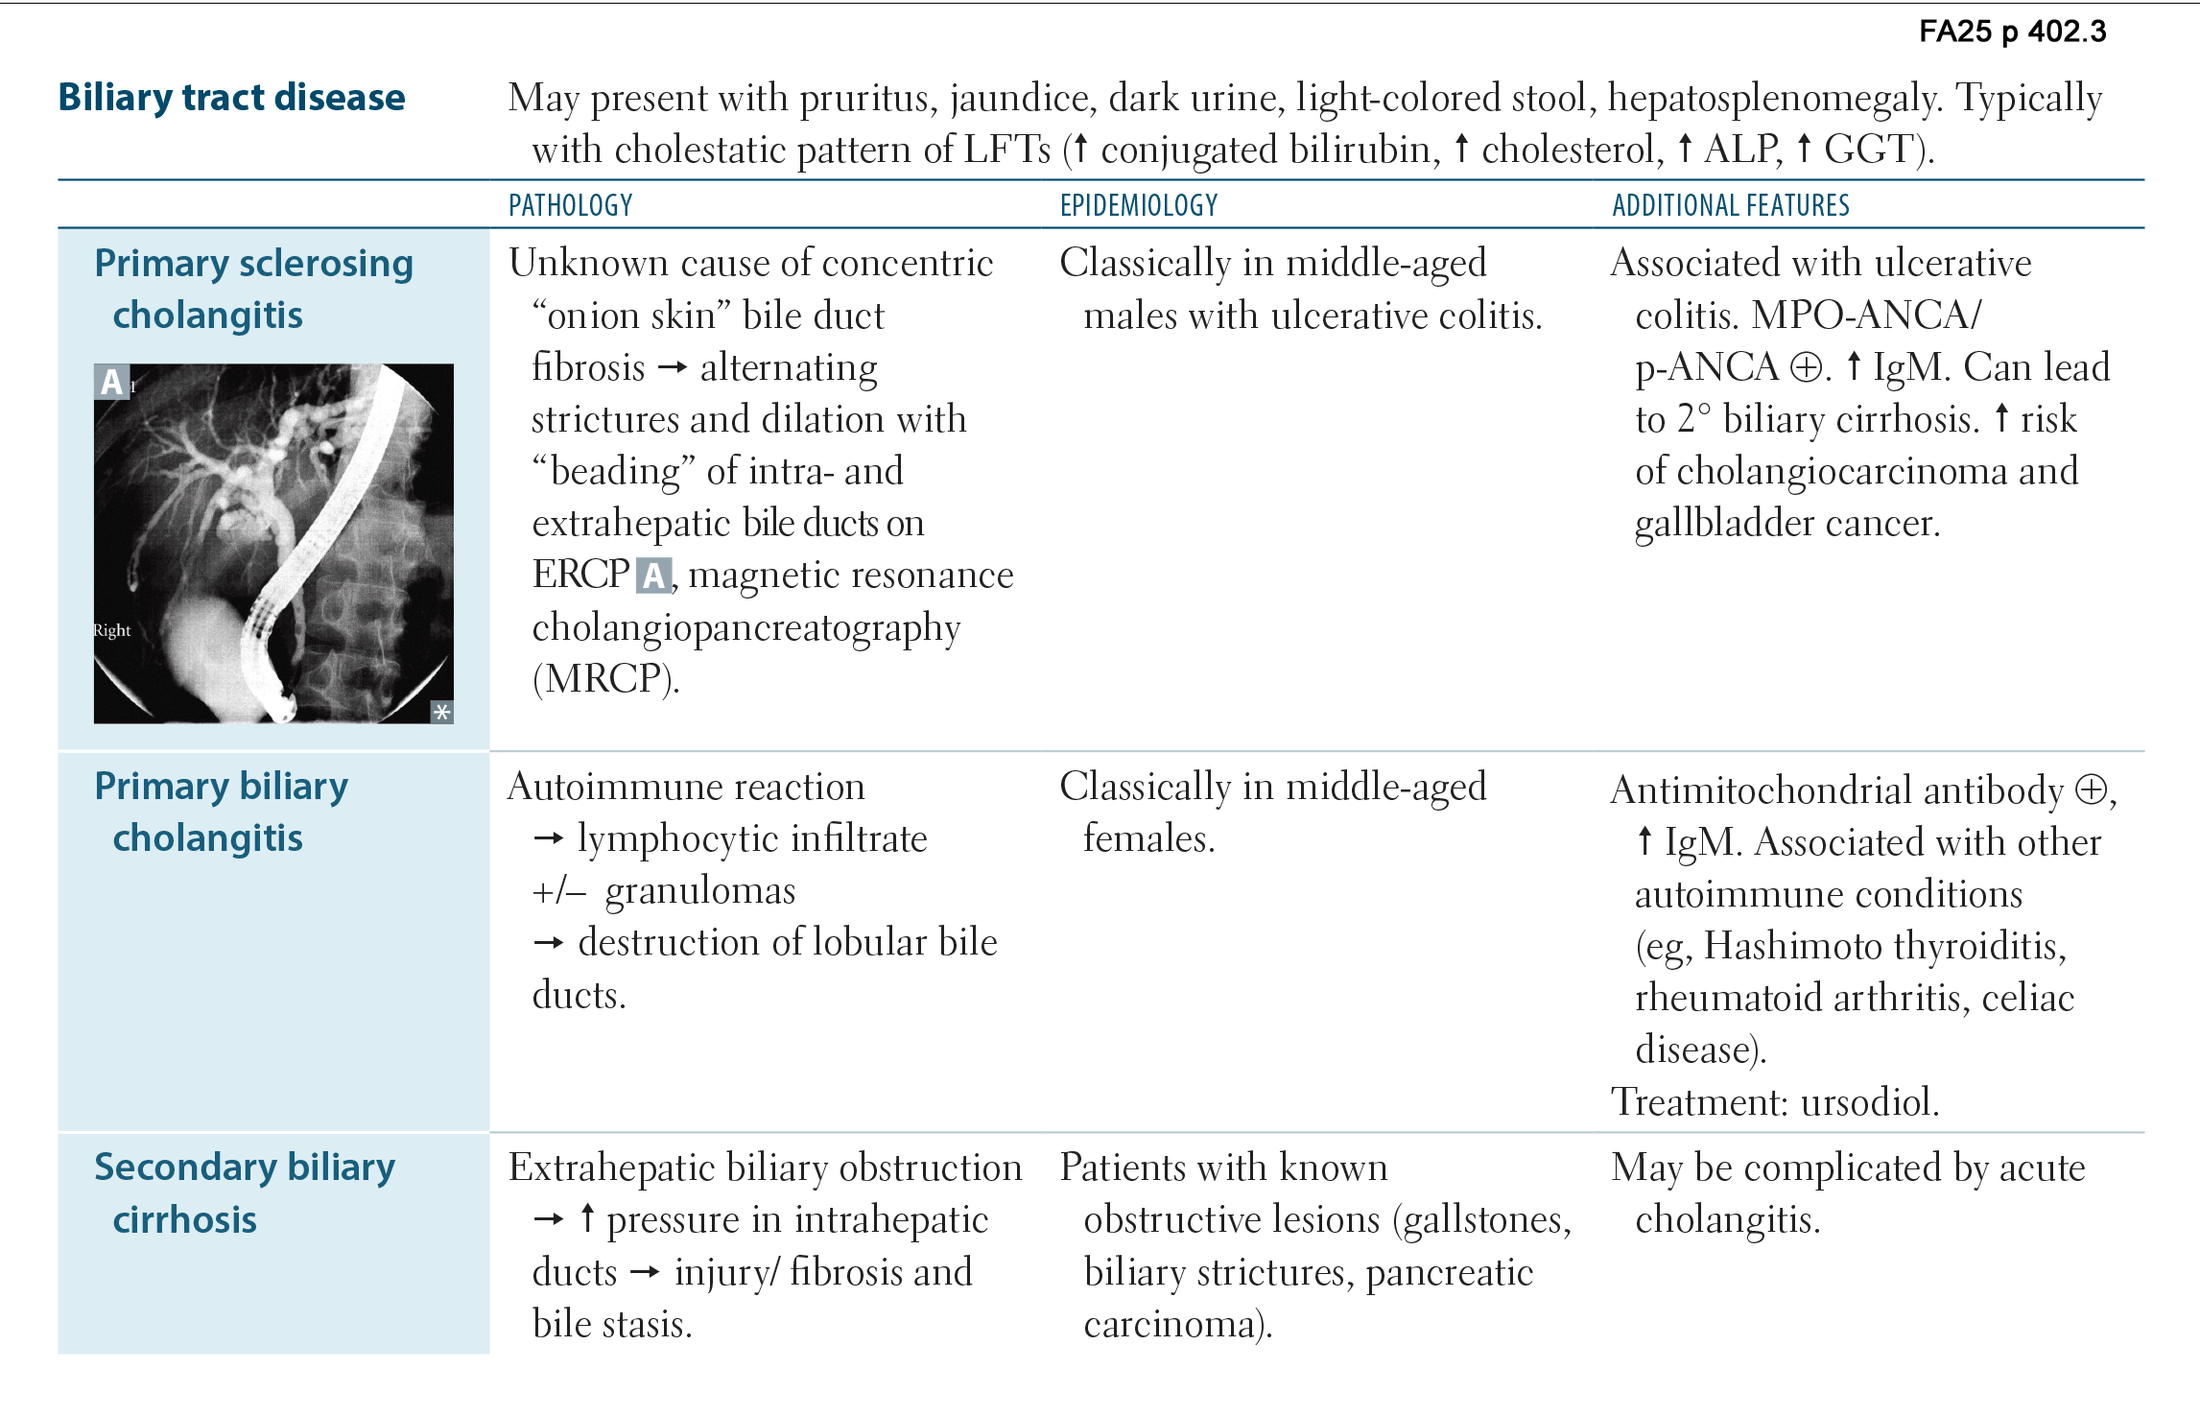 FA25 p 402.3
Biliary tract disease
May present with pruritus, jaundice, dark urine, light-colored stool, hepatosplenomegaly. Typically
with cholestatic pattern of LFTs (↑ conjugated bilirubin, ↑ cholesterol, ↑ ALP, ↑ GGT).
PATHOLOGY
EPIDEMIOLOGY
ADDITIONAL FEATURES
Primary sclerosing
cholangitis
A
Right
*
Unknown cause of concentric
“onion skin” bile duct
fibrosis → alternating
strictures and dilation with
“beading” of intra- and
extrahepatic bile ducts on
ERCP A, magnetic resonance
cholangiopancreatography
(MRCP).
Classically in middle-aged
males with ulcerative colitis.
Associated with ulcerative
colitis. MPO-ANCA/
p-ANCA ⊕. ↑ IgM. Can lead
to 2° biliary cirrhosis. ↑ risk
of cholangiocarcinoma and
gallbladder cancer.
Primary biliary
cholangitis
Autoimmune reaction
→ lymphocytic infiltrate
+/– granulomas
→ destruction of lobular bile
ducts.
Classically in middle-aged
females.
Antimitochondrial antibody ⊕,
↑ IgM. Associated with other
autoimmune conditions
(eg, Hashimoto thyroiditis,
rheumatoid arthritis, celiac
disease).
Treatment: ursodiol.
Secondary biliary
cirrhosis
Extrahepatic biliary obstruction
→ ↑ pressure in intrahepatic
ducts → injury/ fibrosis and
bile stasis.
Patients with known
obstructive lesions (gallstones,
biliary strictures, pancreatic
carcinoma).
May be complicated by acute
cholangitis.